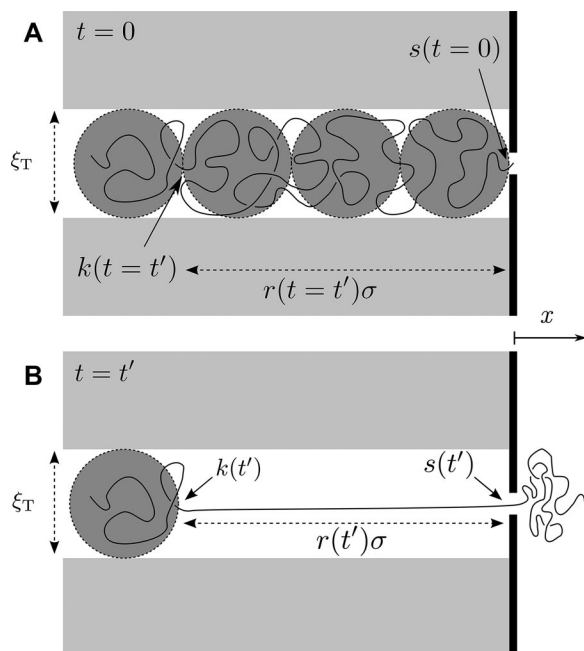 A
t = 0
s(t = 0)
ξ_T
k(t = t′)
r(t = t′)σ
x
B
t = t′
k(t′)
s(t′)
ξ_T
r(t′)σ